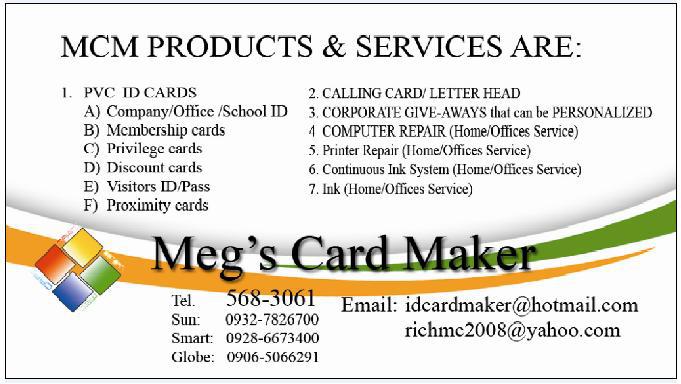 MCM PRODUCTS & SERVICES ARE:
1. PVC ID CARDS
A) Company/Office /School ID
B) Membership cards
C) Privilege cards
D) Discount cards
E) Visitors ID/Pass
F) Proximity cards
2. CALLING CARD/ LETTER HEAD
3. CORPORATE GIVE-AWAYS that can be PERSONALIZED
4 COMPUTER REPAIR (Home/Offices Service)
5. Printer Repair (Home/Offices Service)
6. Continuous Ink System (Home/Offices Service)
7. Ink (Home/Offices Service)
Meg's Card Maker
Tel. 568-3061
Sun: 0932-7826700
Smart: 0928-6673400
Globe: 0906-5066291
Email: idcardmaker@hotmail.com
richmc2008@yahoo.com